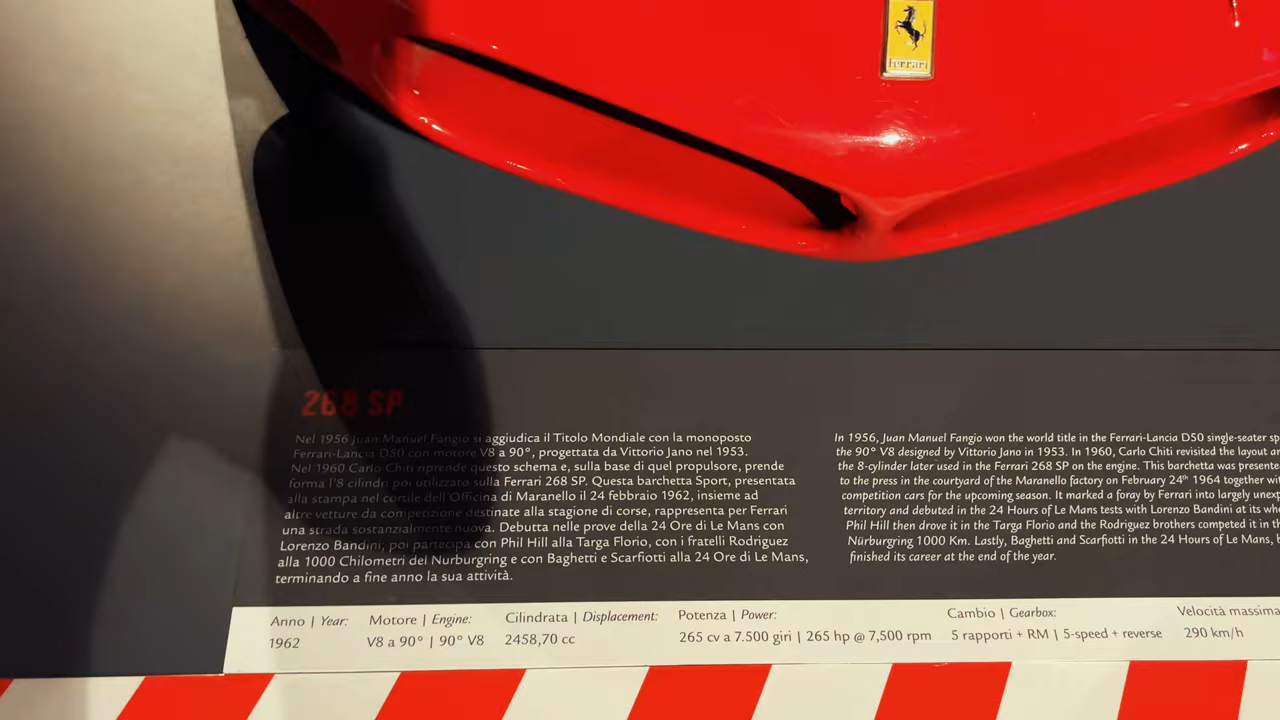 Ferrari
268 SP
Nel 1956 Juan Manuel Fangio si aggiudica il Titolo Mondiale con la monoposto
Ferrari-Lancia D50 con motore V8 a 90°, progettata da Vittorio Jano nel 1953.
Nel 1960 Carlo Chiti riprende questo schema e, sulla base di quel propulsore, prende
forma l'8 cilindri poi utilizzato sulla Ferrari 268 SP. Questa barchetta Sport, presentata
alla stampa nel cortile dell'Officina di Maranello il 24 febbraio 1962, insieme ad
altre vetture da competizione destinate alla stagione di corse, rappresenta per Ferrari
una strada sostanzialmente nuova. Debutta nelle prove della 24 Ore di Le Mans con
Lorenzo Bandini; poi partecipa con Phil Hill alla Targa Florio, con i fratelli Rodriguez
alla 1000 Chilometri del Nurburgring e con Baghetti e Scarfiotti alla 24 Ore di Le Mans,
terminando a fine anno la sua attività.
In 1956, Juan Manuel Fangio won the world title in the Ferrari-Lancia D50 single-seater
the 90° V8 designed by Vittorio Jano in 1953. In 1960, Carlo Chiti revisited the layout
the 8-cylinder later used in the Ferrari 268 SP on the engine. This barchetta was
to the press in the courtyard of the Maranello factory on February 24th 1964 together
competition cars for the upcoming season. It marked a foray by Ferrari into largely
territory and debuted in the 24 Hours of Le Mans tests with Lorenzo Bandini at its
Phil Hill then drove it in the Targa Florio and the Rodriguez brothers competed it in
Nürburgring 1000 Km. Lastly, Baghetti and Scarfiotti in the 24 Hours of Le Mans,
finished its career at the end of the year.
Anno | Year: Motore | Engine: Cilindrata | Displacement: Potenza | Power: Cambio | Gearbox: Velocità massima
1962 V8 a 90° | 90° V8 2458,70 cc 265 cv a 7.500 giri | 265 hp @ 7,500 rpm 5 rapporti + RM | 5-speed + reverse 290 km/h